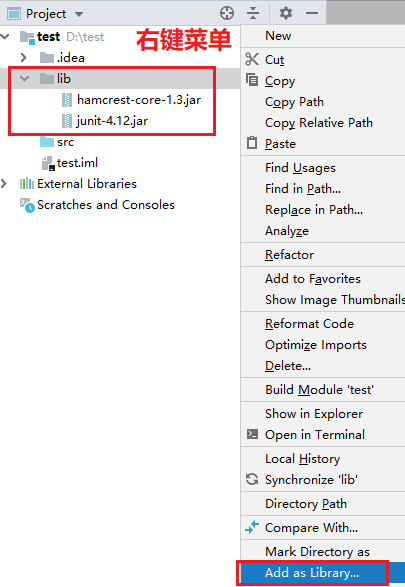 Project
右键菜单
test D:\test
.idea
lib
hamcrest-core-1.3.jar
junit-4.12.jar
src
test.iml
External Libraries
Scratches and Consoles
New
Cut
Copy
Copy Path
Copy Relative Path
Paste
Find Usages
Find in Path...
Replace in Path...
Analyze
Refactor
Add to Favorites
Show Image Thumbnails
Reformat Code
Optimize Imports
Delete...
Build Module 'test'
Show in Explorer
Open in Terminal
Local History
Synchronize 'lib'
Directory Path
Compare With...
Mark Directory as
Add as Library...